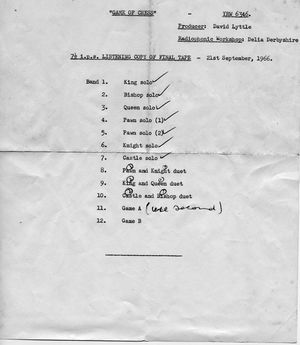 "GAME OF CHESS" - TRW 6346.
Producer: David Lyttle
Radiophonic Workshop: Delia Derbyshire
7½ i.p.s. LISTENING COPY OF FINAL TAPE - 21st September, 1966.
Band 1. King solo ✓
2. Bishop solo ✓
3. Queen solo ✓
4. Pawn solo (1) ✓
5. Pawn solo (2) ✓
6. Knight solo ✓
7. Castle solo ✓
8. Pawn and Knight duet
9. King and Queen duet
10. Castle and Bishop duet
11. Game A (use second)
12. Game B